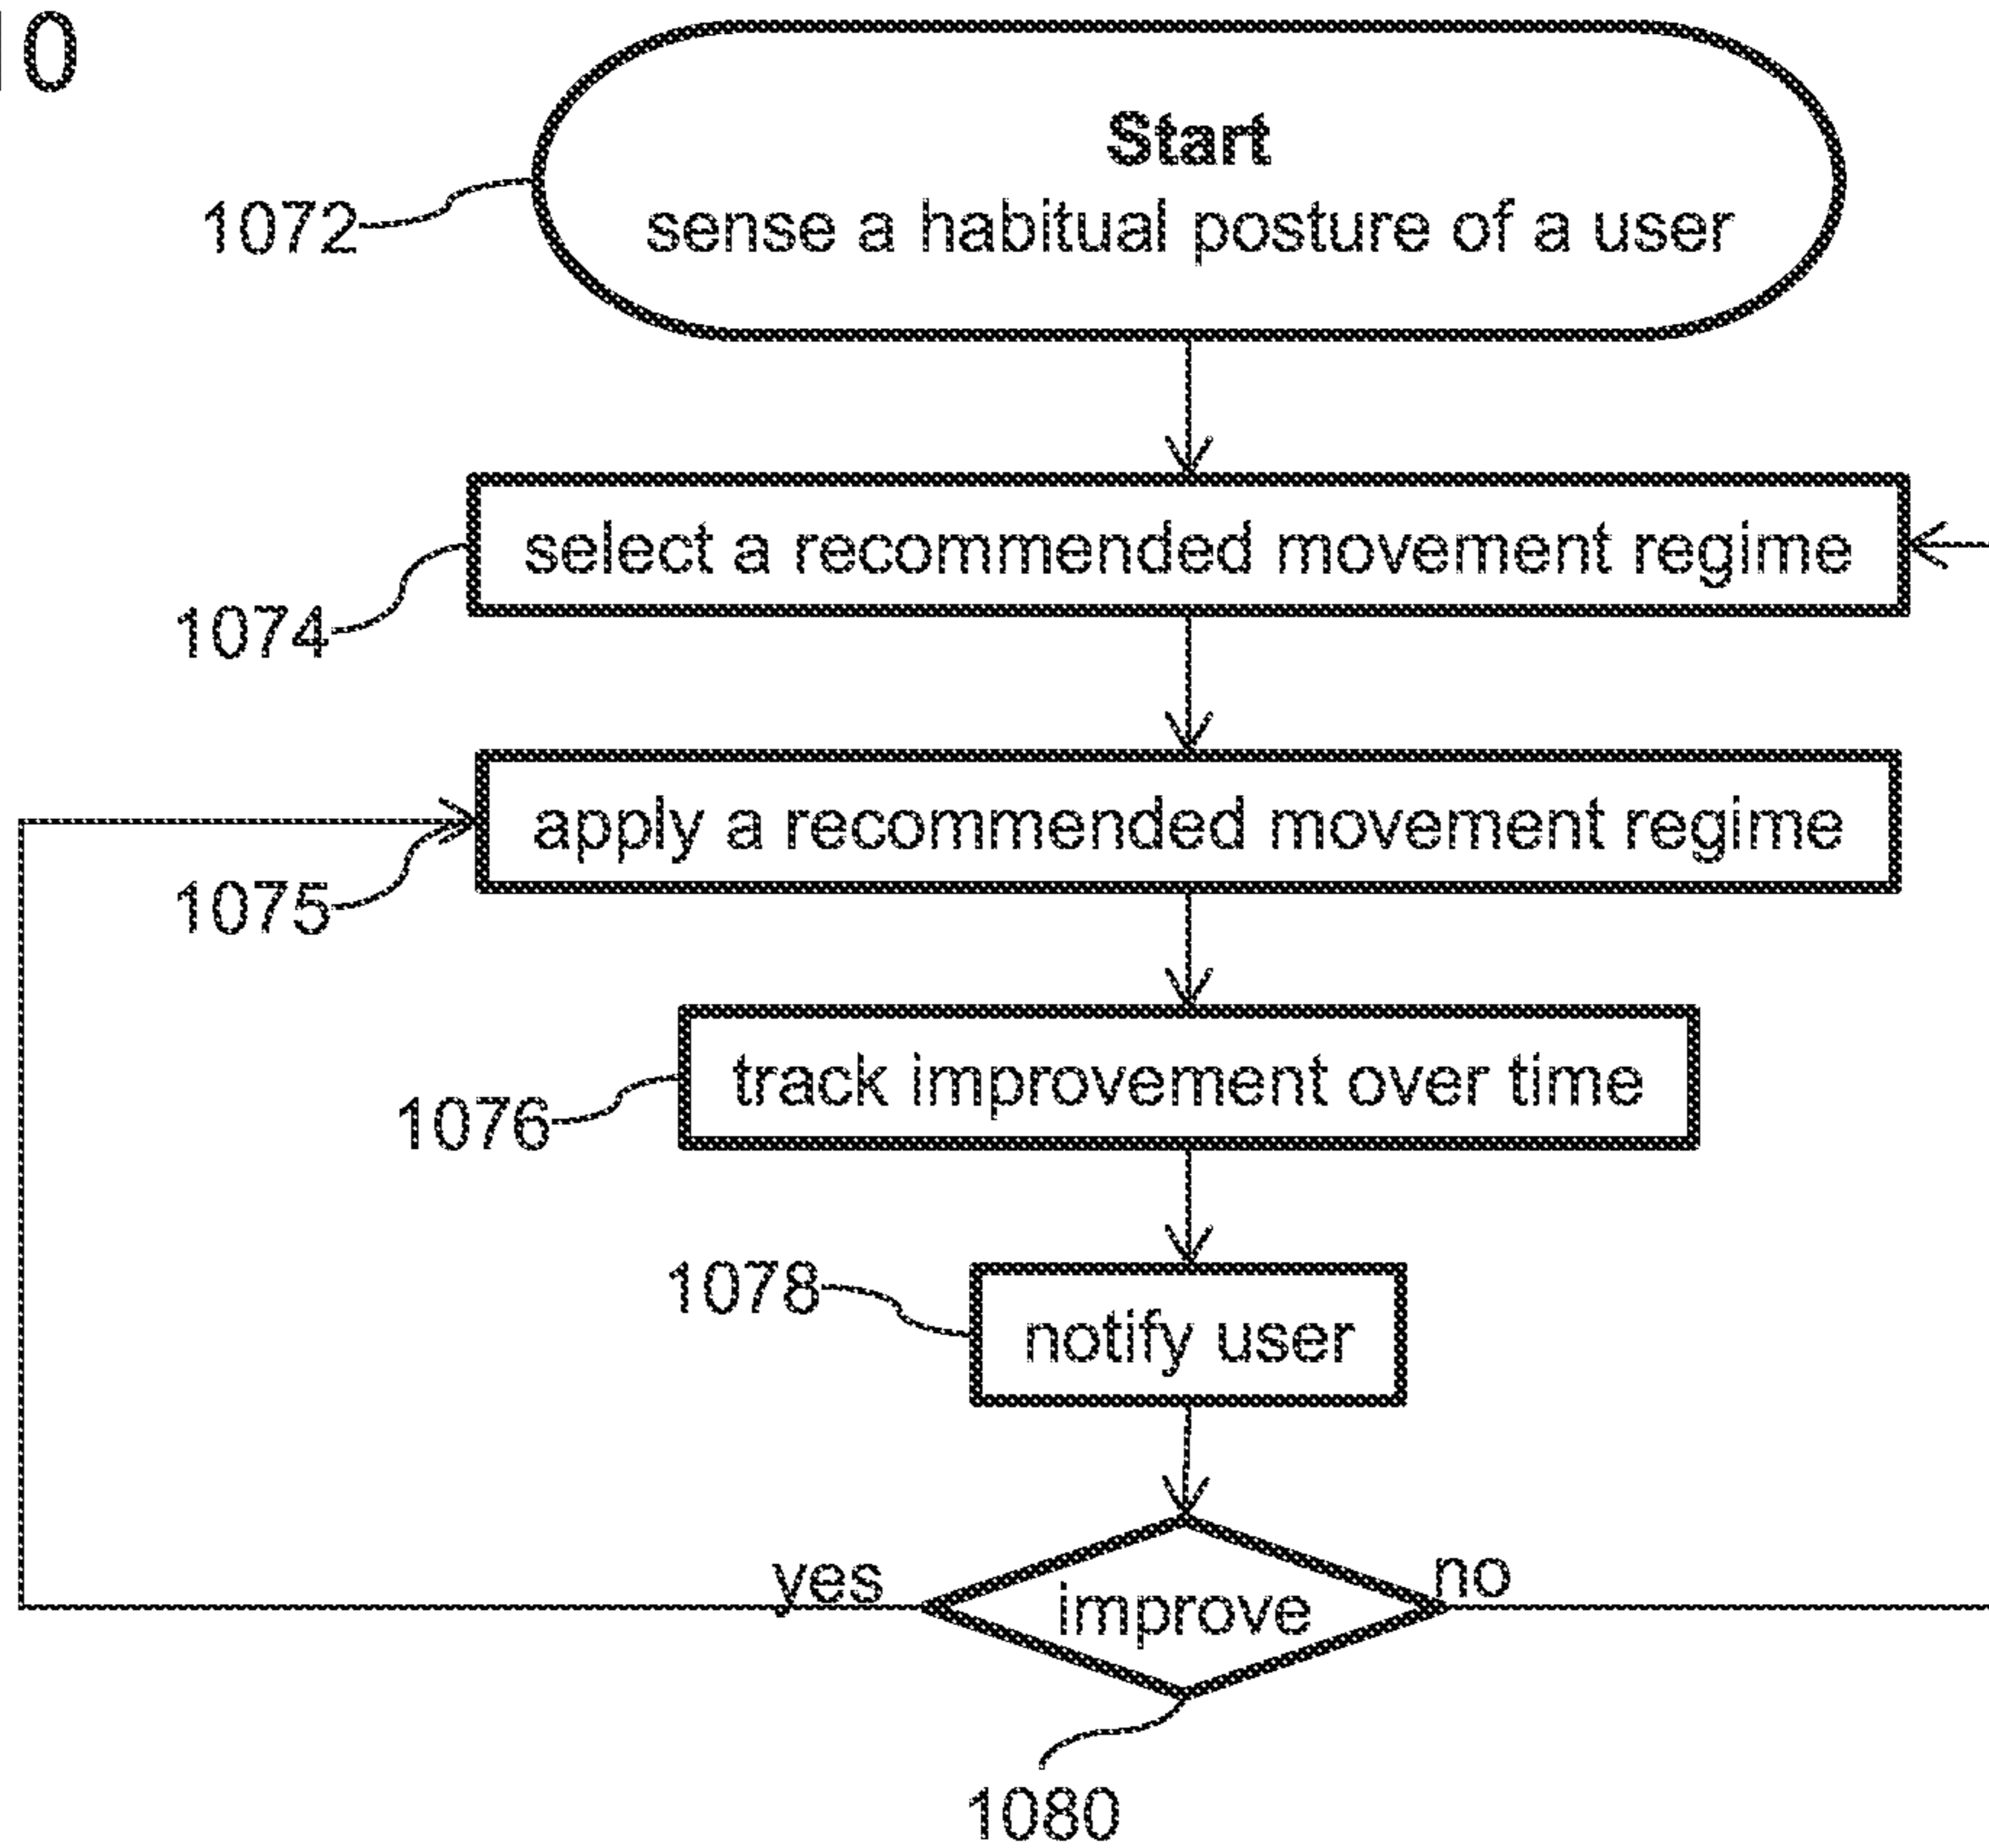 10
Start
sense a habitual posture of a user
1072
select a recommended movement regime
1074
apply a recommended movement regime
1075
track improvement over time
1076
1078
notify user
yes
improve
no
1080